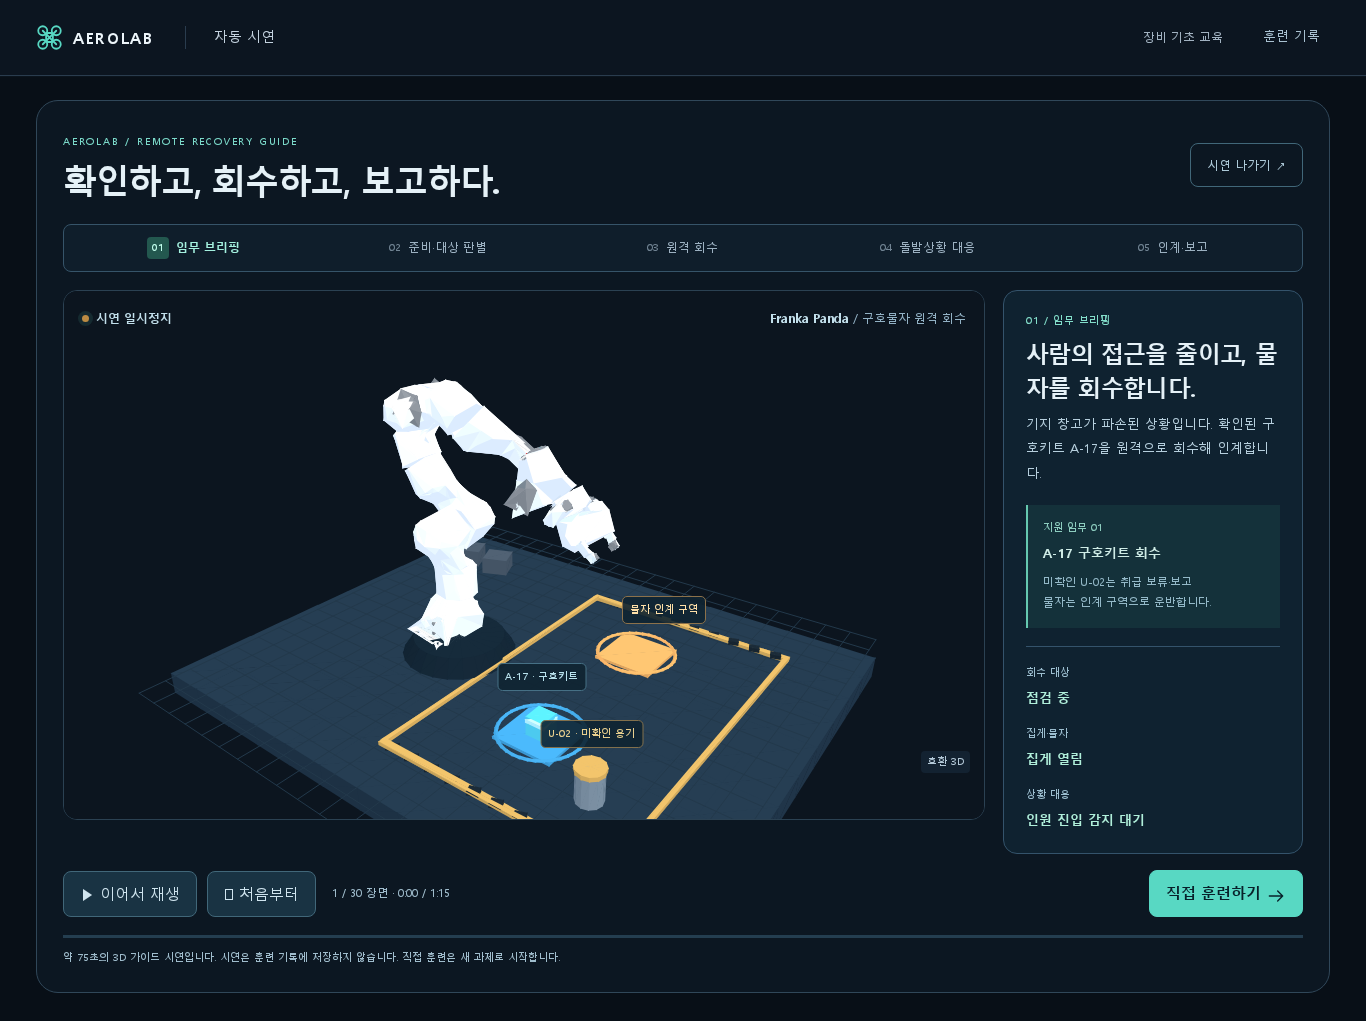 AEROLAB
자동 시연
장비 기초 교육
훈련 기록
AEROLAB / REMOTE RECOVERY GUIDE
확인하고, 회수하고, 보고하다.
시연 나가기 ↗
01 임무 브리핑
02 준비·대상 판별
03 원격 회수
04 돌발상황 대응
05 인계·보고
시연 일시정지
Franka Panda / 구호물자 원격 회수
물자 인계 구역
A-17 · 구호키트
U-02 · 미확인 용기
호환 3D
01 / 임무 브리핑
사람의 접근을 줄이고, 물
자를 회수합니다.
기지 창고가 파손된 상황입니다. 확인된 구
호키트 A-17을 원격으로 회수해 인계합니
다.
지원 임무 01
A-17 구호키트 회수
미확인 U-02는 취급 보류·보고
물자는 인계 구역으로 운반합니다.
회수 대상
점검 중
집게·물자
집게 열림
상황 대응
인원 진입 감지 대기
▶ 이어서 재생
처음부터
1 / 30 장면 · 0:00 / 1:15
직접 훈련하기 →
약 75초의 3D 가이드 시연입니다. 시연은 훈련 기록에 저장하지 않습니다. 직접 훈련은 새 과제로 시작합니다.